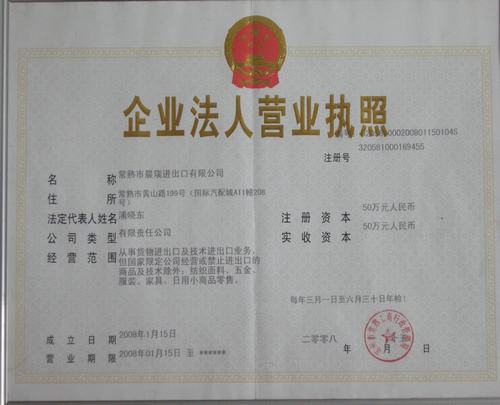 企业法人营业执照
注册号
320581000169455
名 称 常熟市晨瑞进出口有限公司
住 所 常熟市黄山路199号（国际汽配城A11幢208号）
法定代表人姓名 浦晓东
注 册 资 本 50万元人民币
公 司 类 型 有限责任公司
实 收 资 本 50万元人民币
经 营 范 围 从事货物进出口及技术进出口业务，
但国家限定公司经营或禁止进出口的
商品及技术除外；纺织面料、五金、
服装、家具、日用小商品零售。
每年三月一日至六月三十日年检！
成 立 日 期 2008年1月15日
营 业 期 限 2008年01月15日 至 ******
二〇〇八 年 月 日